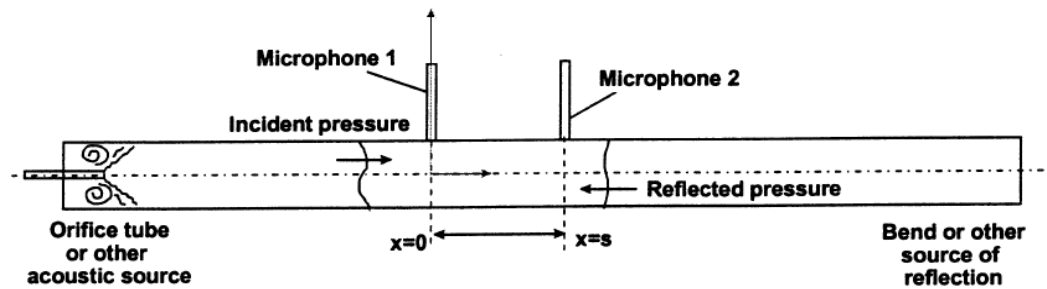 Microphone 1
Microphone 2
Incident pressure
Reflected pressure
x=0
x=s
Orifice tube
or other
acoustic source
Bend or other
source of
reflection